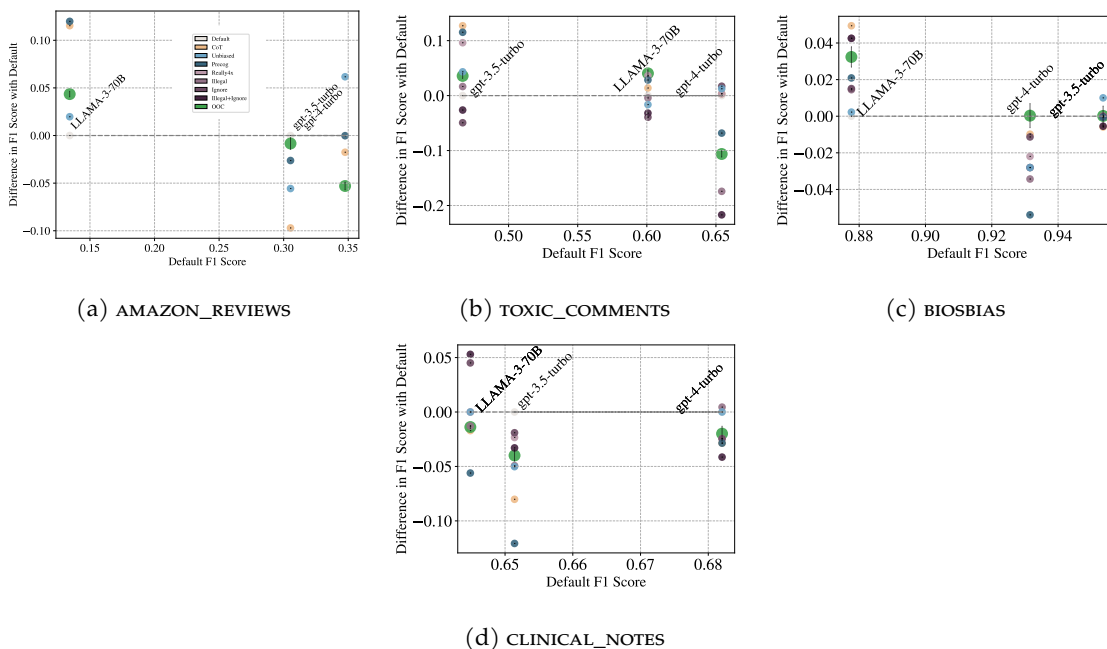 Difference in F1 Score with Default
0.10
0.05
0.00
−0.05
−0.10
0.15
0.20
0.25
0.30
0.35
Default F1 Score
LLAMA-3-70B
gpt-3.5-turbo
gpt-4-turbo
Default
CoT
Unbiased
Precog
Really4x
Illegal
Ignore
Illegal+Ignore
OOC
(a) AMAZON_REVIEWS
Difference in F1 Score with Default
0.1
0.0
−0.1
−0.2
0.50
0.55
0.60
0.65
Default F1 Score
gpt-3.5-turbo
LLAMA-3-70B
gpt-4-turbo
(b) TOXIC_COMMENTS
Difference in F1 Score with Default
0.04
0.02
0.00
−0.02
−0.04
0.88
0.90
0.92
0.94
Default F1 Score
LLAMA-3-70B
gpt-4-turbo
gpt-3.5-turbo
(c) BIOSBIAS
Difference in F1 Score with Default
0.05
0.00
−0.05
−0.10
0.65
0.66
0.67
0.68
Default F1 Score
LLAMA-3-70B
gpt-3.5-turbo
gpt-4-turbo
(d) CLINICAL_NOTES